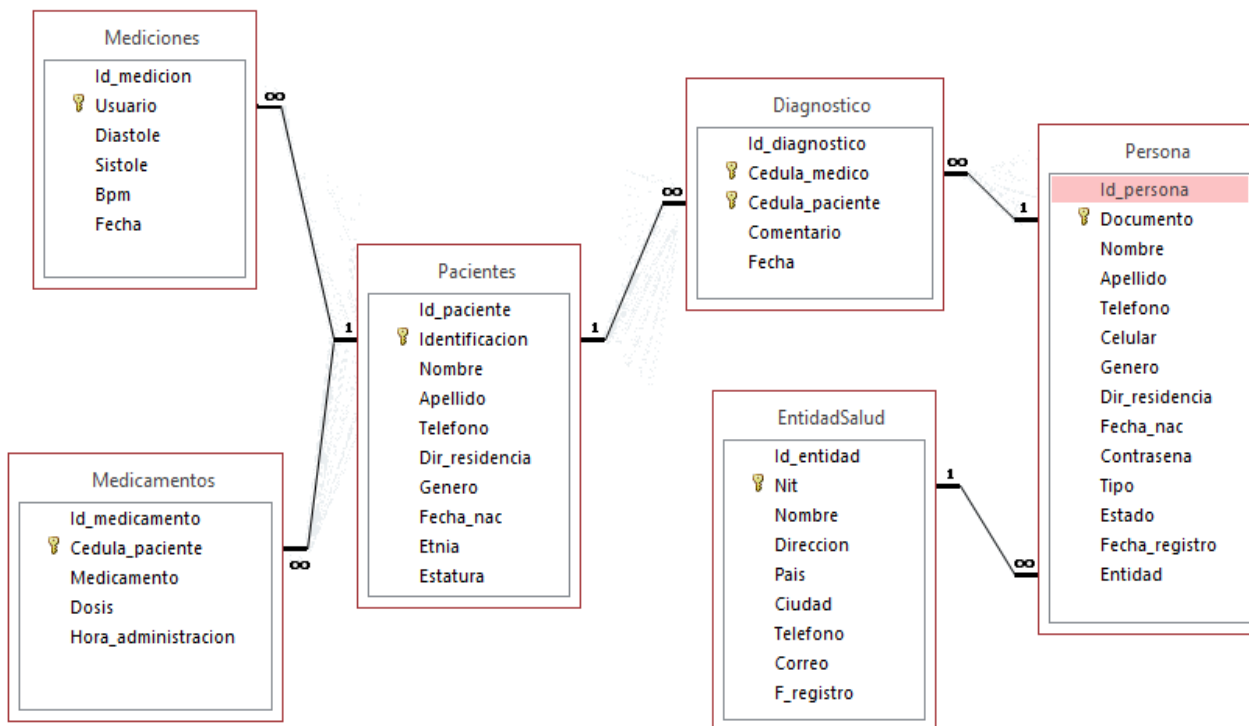 Mediciones
Id_medicion
Usuario
Diastole
Sistole
Bpm
Fecha
∞
Medicamentos
Id_medicamento
Cedula_paciente
Medicamento
Dosis
Hora_administracion
∞
1
Pacientes
Id_paciente
Identificacion
Nombre
Apellido
Telefono
Dir_residencia
Genero
Fecha_nac
Etnia
Estatura
1
∞
Diagnostico
Id_diagnostico
Cedula_medico
Cedula_paciente
Comentario
Fecha
∞
EntidadSalud
Id_entidad
Nit
Nombre
Direccion
Pais
Ciudad
Telefono
Correo
F_registro
1
∞
1
Persona
Id_persona
Documento
Nombre
Apellido
Telefono
Celular
Genero
Dir_residencia
Fecha_nac
Contrasena
Tipo
Estado
Fecha_registro
Entidad